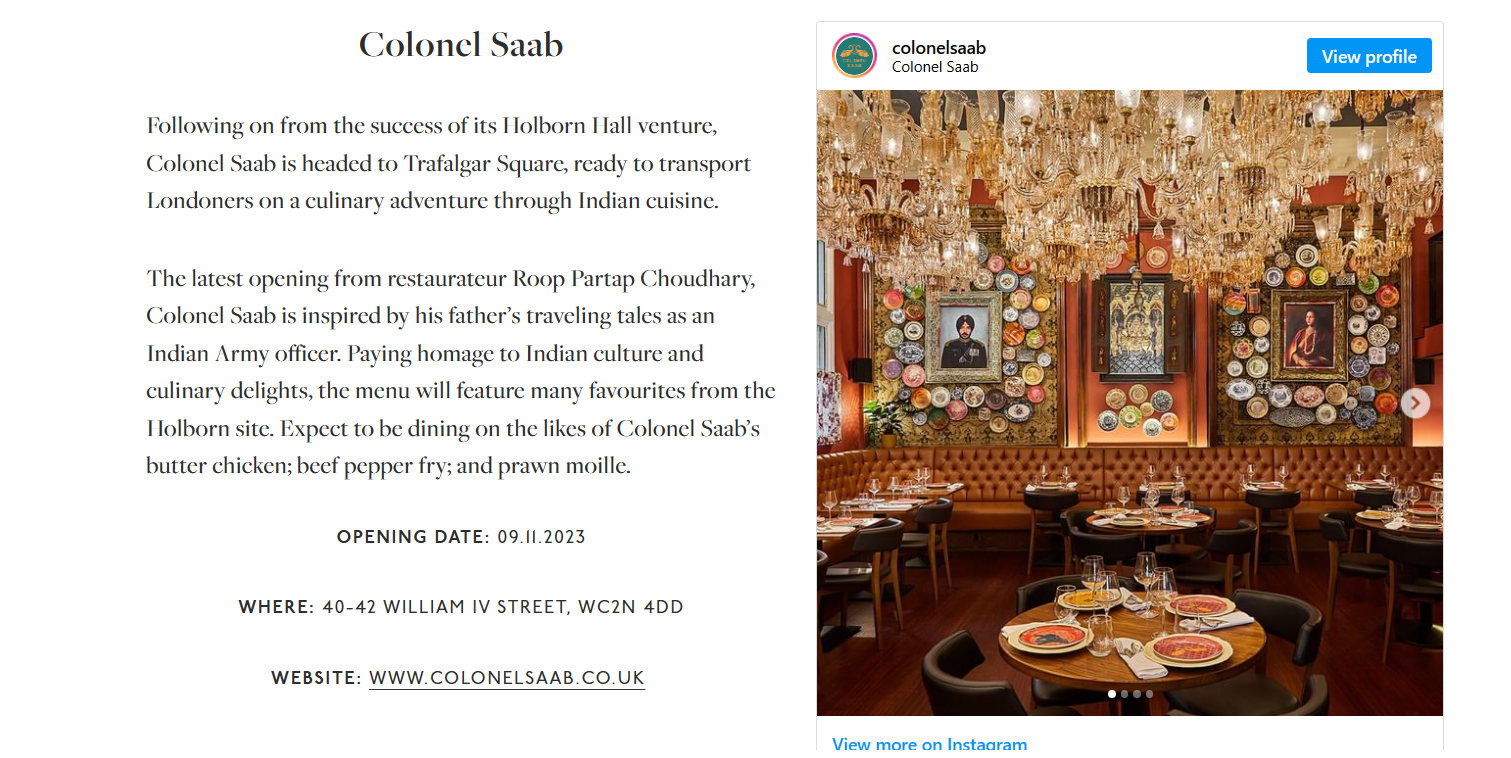 Colonel Saab
Following on from the success of its Holborn Hall venture,
Colonel Saab is headed to Trafalgar Square, ready to transport
Londoners on a culinary adventure through Indian cuisine.
The latest opening from restaurateur Roop Partap Choudhary,
Colonel Saab is inspired by his father’s traveling tales as an
Indian Army officer. Paying homage to Indian culture and
culinary delights, the menu will feature many favourites from the
Holborn site. Expect to be dining on the likes of Colonel Saab’s
butter chicken; beef pepper fry; and prawn moille.
OPENING DATE: 09.11.2023
WHERE: 40-42 WILLIAM IV STREET, WC2N 4DD
WEBSITE: WWW.COLONELSAAB.CO.UK
COLONEL
SAAB
colonelsaab
Colonel Saab
View profile
View more on Instagram